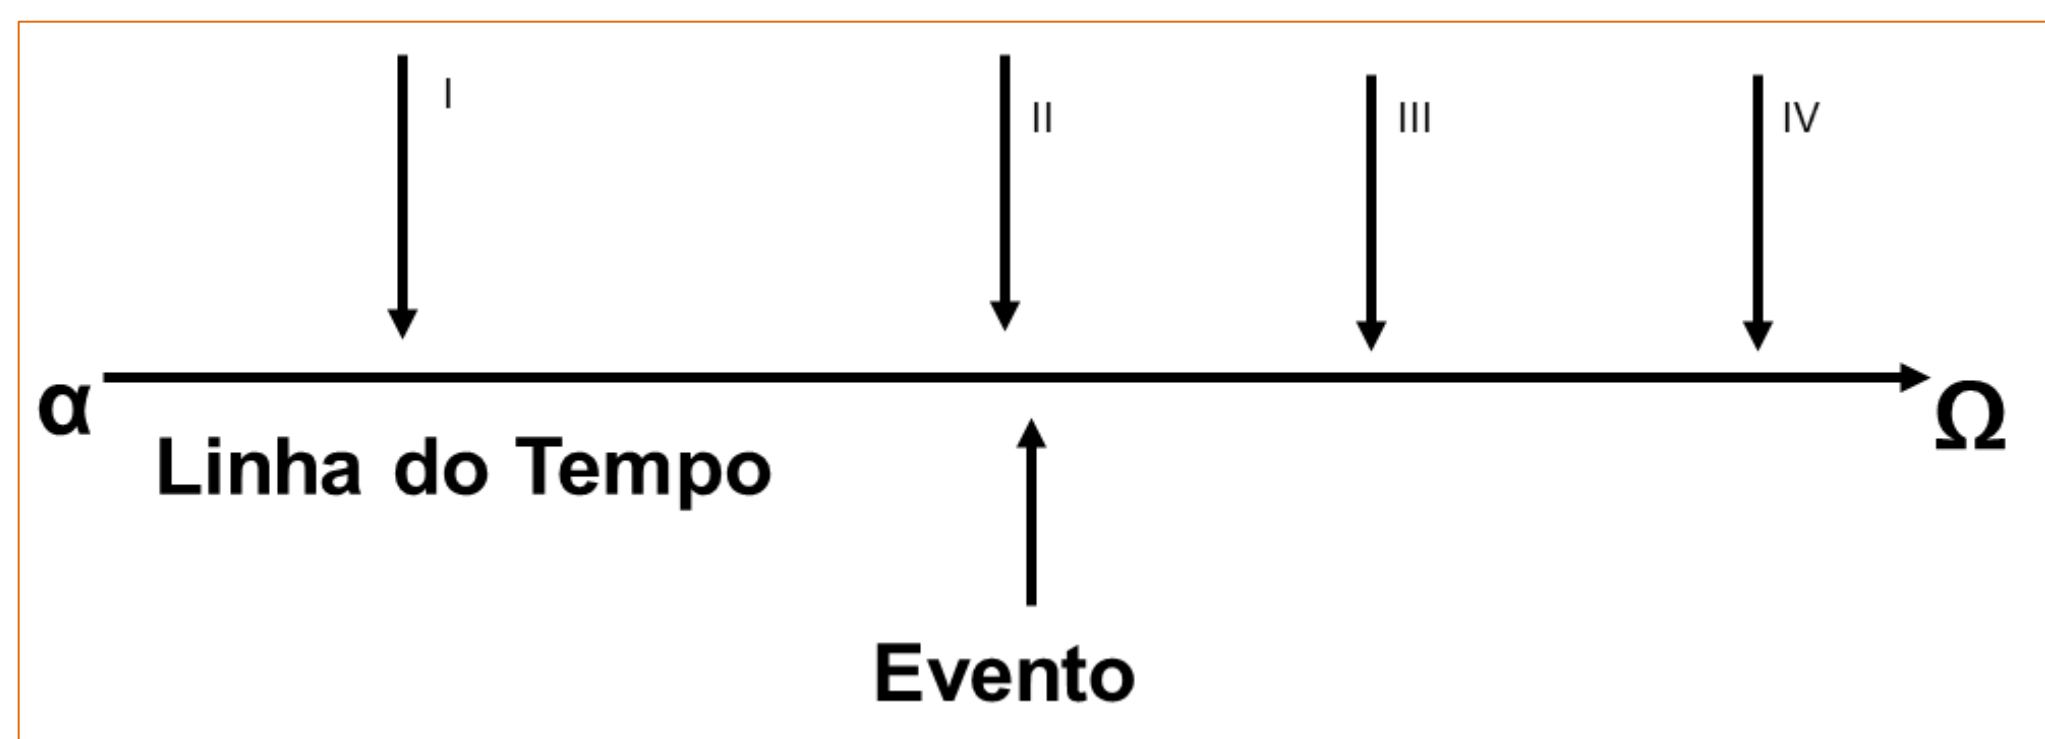 I
II
III
IV
α
Ω
Linha do Tempo
Evento